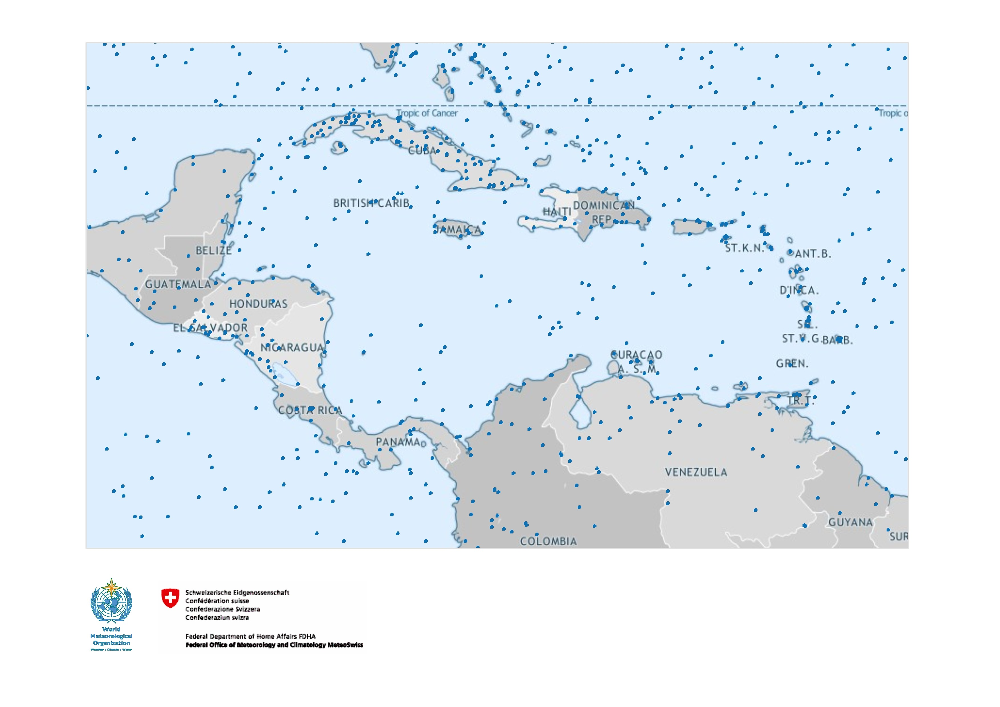 Tropic of Cancer
Tropic o
CUBA
BRITISH CARIB.
HAITI
DOMINICAN
REP.
JAMAICA
BELIZE
ST.K.N.
ANT.B.
GUATEMALA
D'INCA.
HONDURAS
EL SALVADOR
S.L.
ST.V.G.
BARB.
NICARAGUA
CURACAO
A. S. M.
GREN.
TR.T.
COSTA RICA
PANAMA
VENEZUELA
GUYANA
COLOMBIA
SUR
World
Meteorological
Organization
Weather • Climate • Water
Schweizerische Eidgenossenschaft
Confédération suisse
Confederazione Svizzera
Confederaziun svizra
Federal Department of Home Affairs FDHA
Federal Office of Meteorology and Climatology MeteoSwiss